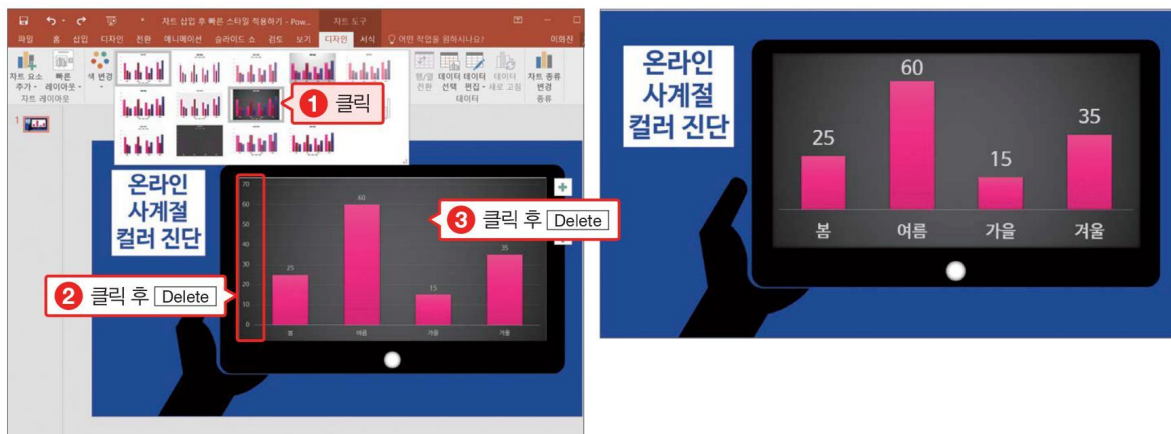 차트 삽입 후 빠른 스타일 적용하기 - Pow...
차트 도구
파일 홈 삽입 디자인 전환 애니메이션 슬라이드 쇼 검토 보기 디자인 서식 어떤 작업을 원하시나요? 이화진
차트 요소 추가
빠른 레이아웃
색 변경
행/열 전환
데이터 선택
데이터 편집
데이터 새로 고침
차트 종류 변경
차트 레이아웃
데이터
종류
1 클릭
1
온라인
사계절
컬러 진단
70
60
50
40
30
20
10
0
25
60
15
35
봄 여름 가을 겨울
2 클릭 후 Delete
3 클릭 후 Delete
온라인
사계절
컬러 진단
25
60
15
35
봄 여름 가을 겨울